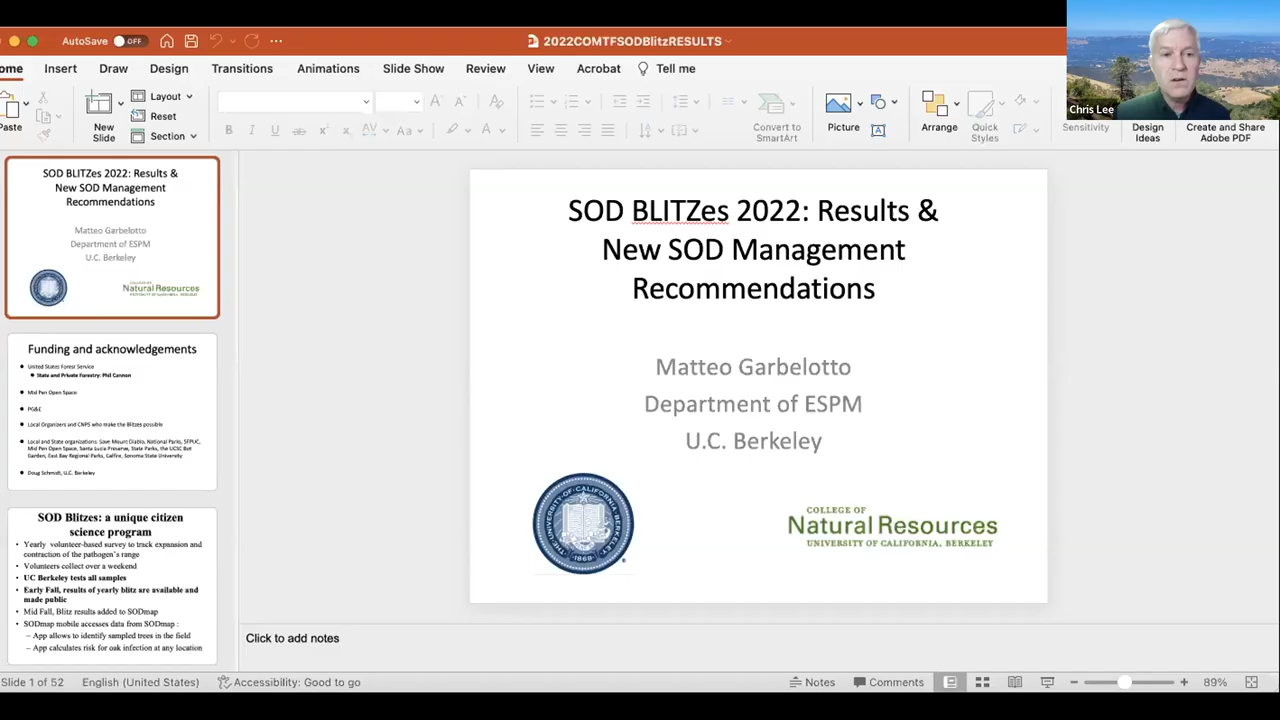 AutoSave OFF
2022COMTFSODBlitzRESULTS
ome Insert Draw Design Transitions Animations Slide Show Review View Acrobat Tell me
Paste
New
Slide
Layout
Reset
Section
B I U ab
Convert to
SmartArt
Picture
Arrange
Quick
Styles
Sensitivity
Design
Ideas
Create and Share
Adobe PDF
Chris Lee
SOD BLITZes 2022: Results &
New SOD Management
Recommendations
Matteo Garbelotto
Department of ESPM
U.C. Berkeley
COLLEGE OF
Natural Resources
UNIVERSITY OF CALIFORNIA, BERKELEY
Funding and acknowledgements
United States Forest Service
State and Private Forestry: Phil Cannon
Mid Pen Open Space
PG&E
Local Organizers and CNPS who make the Blitzes possible
Local and State organizations: Save Mount Diablo, National Parks, SFPUC,
Mid Pen Open Space, Santa Lucia Preserve, State Parks, the UCSC Bot
Garden, East Bay Regional Parks, Calfire, Sonoma State University
Doug Schmidt, U.C. Berkeley
SOD Blitzes: a unique citizen
science program
• Yearly volunteer-based survey to track expansion and
contraction of the pathogen's range
• Volunteers collect over a weekend
• UC Berkeley tests all samples
• Early Fall, results of yearly blitz are available and
made public
• Mid Fall, Blitz results added to SODmap
• SODmap mobile accesses data from SODmap :
– App allows to identify sampled trees in the field
– App calculates risk for oak infection at any location
SOD BLITZes 2022: Results &
New SOD Management
Recommendations
Matteo Garbelotto
Department of ESPM
U.C. Berkeley
THE UNIVERSITY OF CALIFORNIA BERKELEY
1868
COLLEGE OF
Natural Resources
UNIVERSITY OF CALIFORNIA, BERKELEY
Click to add notes
Slide 1 of 52 English (United States) Accessibility: Good to go Notes Comments 89%